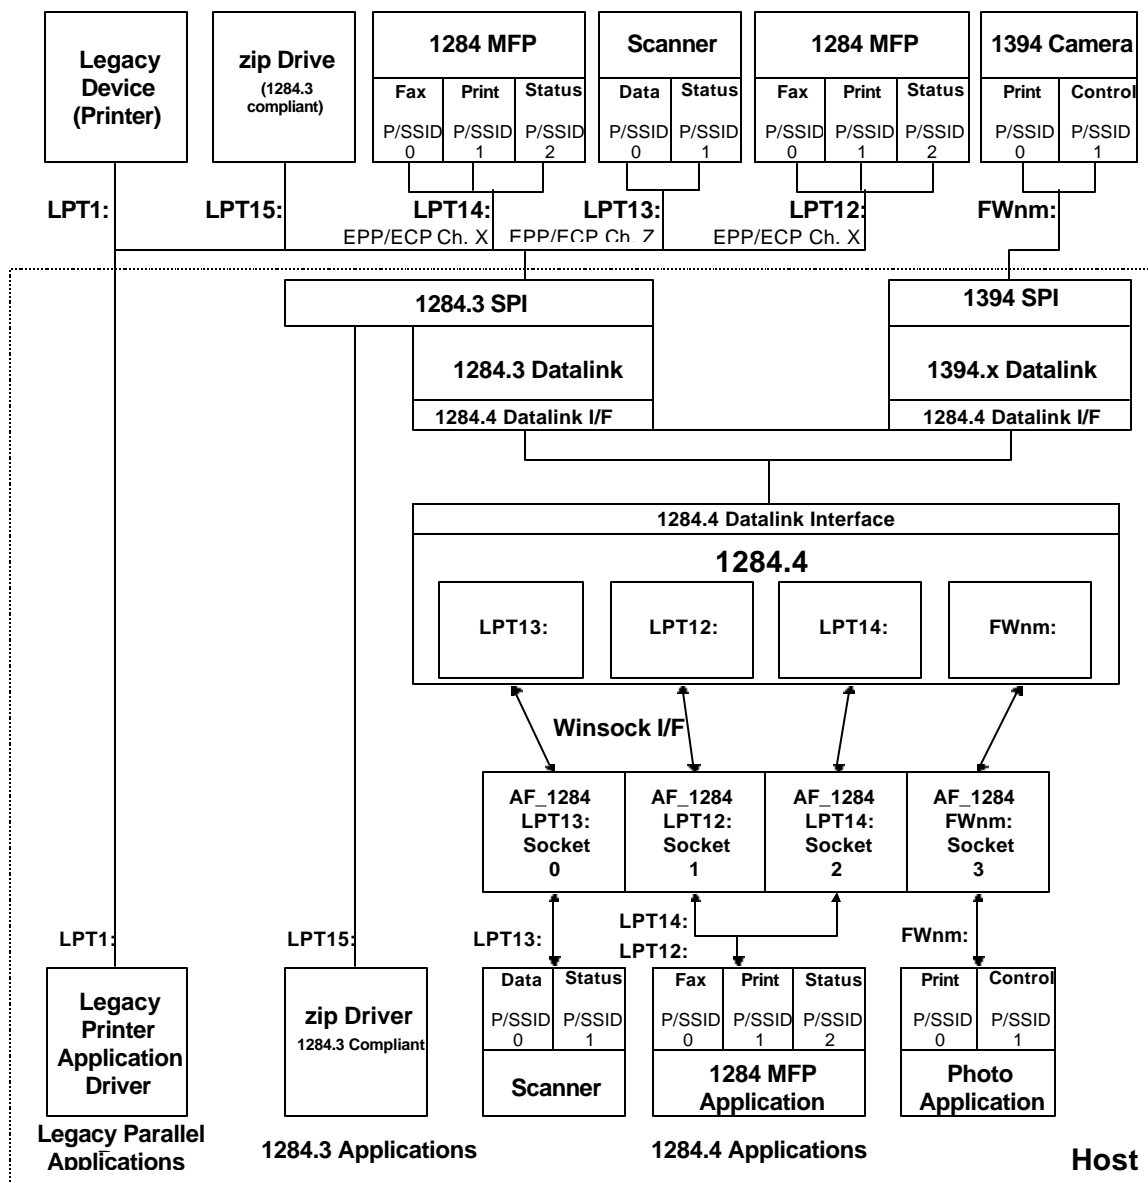 Legacy
Device
(Printer)
zip Drive
(1284.3
compliant)
1284 MFP
Fax Print Status
P/SSID P/SSID P/SSID
0 1 2
Scanner
Data Status
P/SSID P/SSID
0 1
1284 MFP
Fax Print Status
P/SSID P/SSID P/SSID
0 1 2
1394 Camera
Print Control
P/SSID P/SSID
0 1
LPT1: LPT15: LPT14: LPT13: LPT12: FWnm:
EPP/ECP Ch. X EPP/ECP Ch. Z EPP/ECP Ch. X
1284.3 SPI
1284.3 Datalink
1284.4 Datalink I/F
1394 SPI
1394.x Datalink
1284.4 Datalink I/F
1284.4 Datalink Interface
1284.4
LPT13: LPT12: LPT14: FWnm:
Winsock I/F
AF_1284 AF_1284 AF_1284 AF_1284
LPT13: LPT12: LPT14: FWnm:
Socket Socket Socket Socket
0 1 2 3
LPT1: LPT15: LPT13:
LPT14:
LPT12:
FWnm:
Legacy
Printer
Application
Driver
zip Driver
1284.3 Compliant
Data Status
P/SSID P/SSID
0 1
Scanner
Fax Print Status
P/SSID P/SSID P/SSID
0 1 2
1284 MFP
Application
Print Control
P/SSID P/SSID
0 1
Photo
Application
Legacy Parallel
Applications
1284.3 Applications
1284.4 Applications
Host